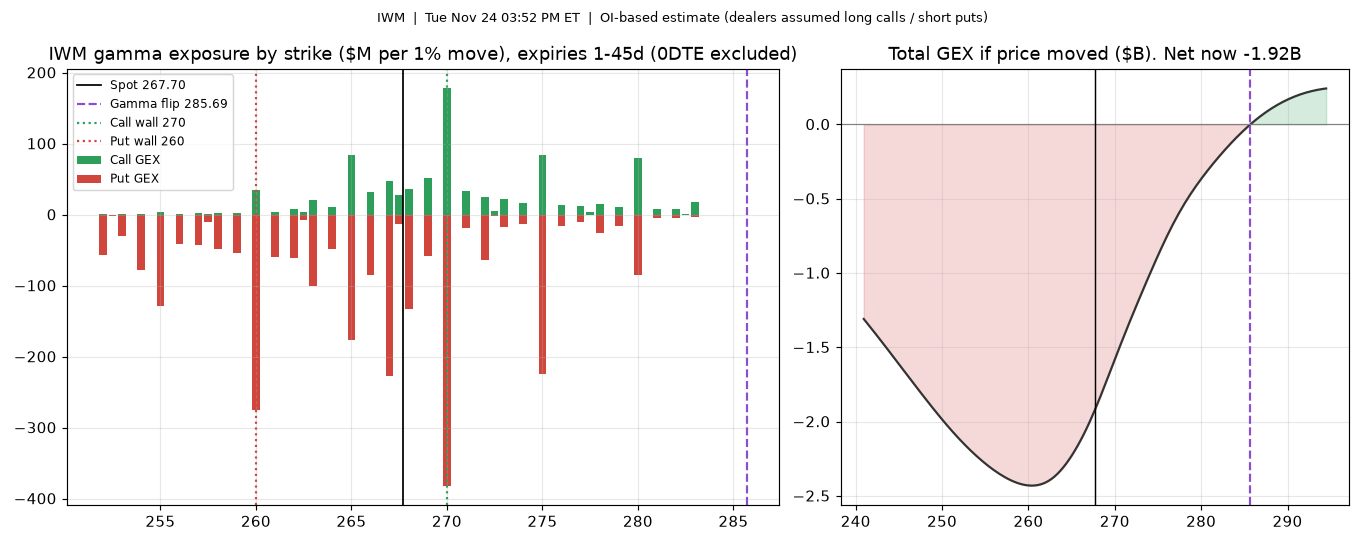 IWM | Tue Nov 24 03:52 PM ET | OI-based estimate (dealers assumed long calls / short puts)
IWM gamma exposure by strike ($M per 1% move), expiries 1-45d (0DTE excluded)
200
100
0
−100
−200
−300
−400
255
260
265
270
275
280
285
Spot 267.70
Gamma flip 285.69
Call wall 270
Put wall 260
Call GEX
Put GEX
Total GEX if price moved ($B). Net now -1.92B
0.0
−0.5
−1.0
−1.5
−2.0
−2.5
240
250
260
270
280
290